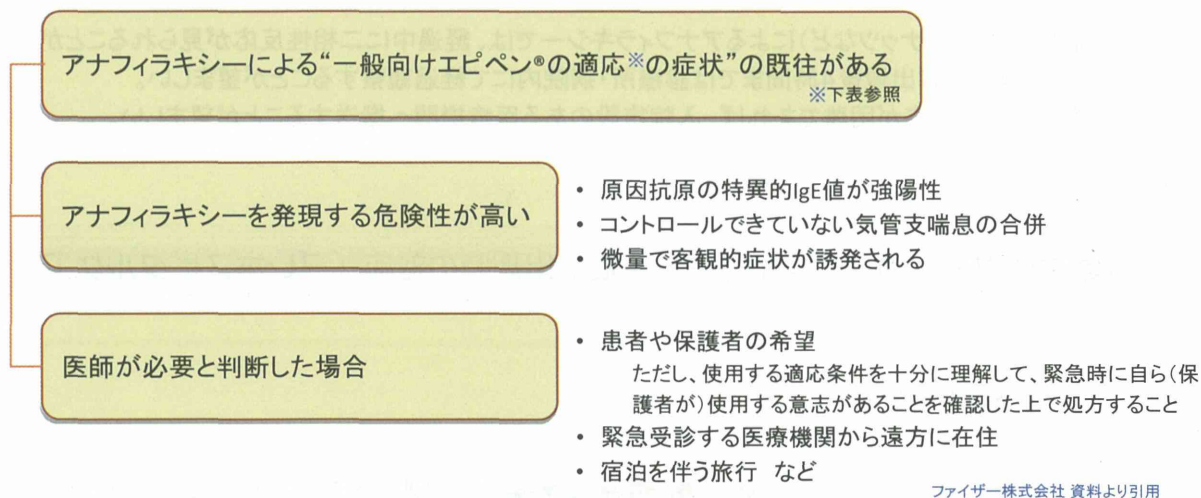 アナフィラキシーによる“一般向けエピペン®の適応※の症状”の既往がある
※下表参照
アナフィラキシーを発現する危険性が高い
• 原因抗原の特異的IgE値が強陽性
• コントロールできていない気管支喘息の合併
• 微量で客観的症状が誘発される
医師が必要と判断した場合
• 患者や保護者の希望
ただし、使用する適応条件を十分に理解して、緊急時に自ら(保
護者が)使用する意志があることを確認した上で処方すること
• 緊急受診する医療機関から遠方に在住
• 宿泊を伴う旅行 など
ファイザー株式会社 資料より引用